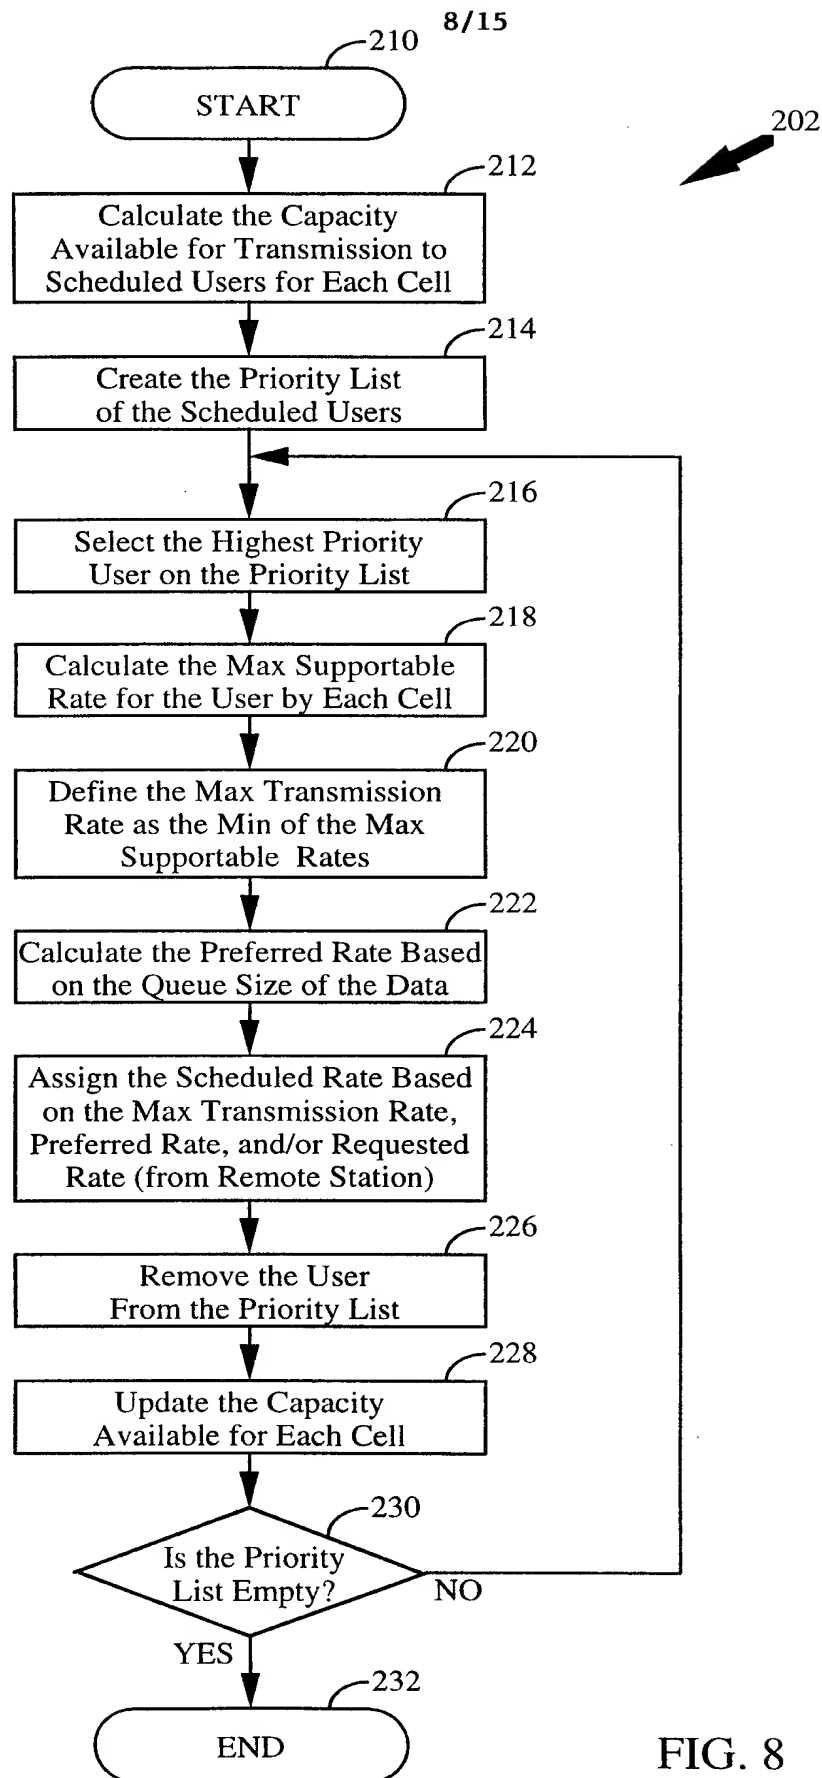 8/15
210
START
202
212
Calculate the Capacity
Available for Transmission to
Scheduled Users for Each Cell
214
Create the Priority List
of the Scheduled Users
216
Select the Highest Priority
User on the Priority List
218
Calculate the Max Supportable
Rate for the User by Each Cell
220
Define the Max Transmission
Rate as the Min of the Max
Supportable Rates
222
Calculate the Preferred Rate Based
on the Queue Size of the Data
224
Assign the Scheduled Rate Based
on the Max Transmission Rate,
Preferred Rate, and/or Requested
Rate (from Remote Station)
226
Remove the User
From the Priority List
228
Update the Capacity
Available for Each Cell
230
Is the Priority
List Empty?
NO
YES
232
END
FIG. 8